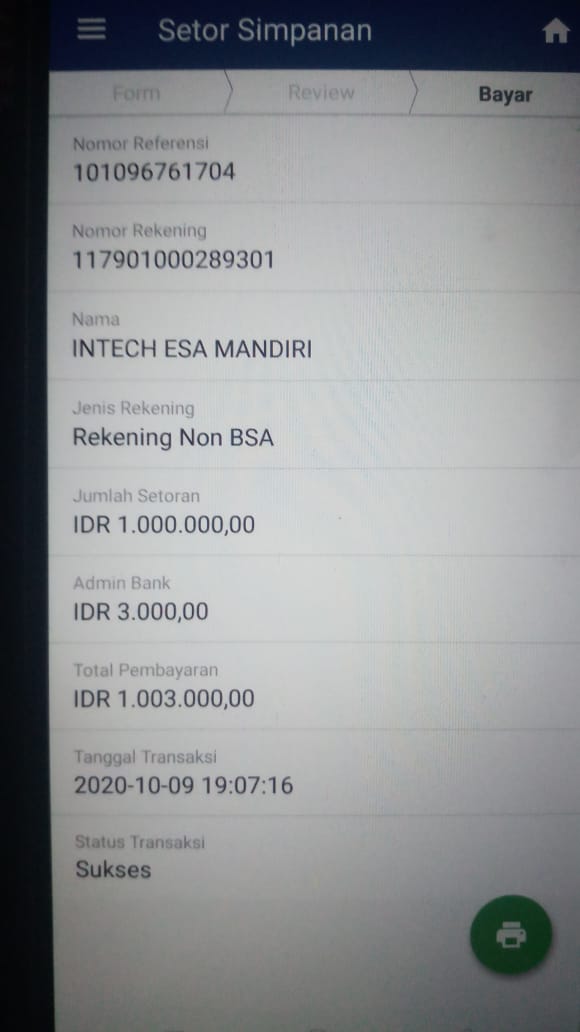 Setor Simpanan
Form
Review
Bayar
Nomor Referensi
101096761704
Nomor Rekening
117901000289301
Nama
INTECH ESA MANDIRI
Jenis Rekening
Rekening Non BSA
Jumlah Setoran
IDR 1.000.000,00
Admin Bank
IDR 3.000,00
Total Pembayaran
IDR 1.003.000,00
Tanggal Transaksi
2020-10-09 19:07:16
Status Transaksi
Sukses